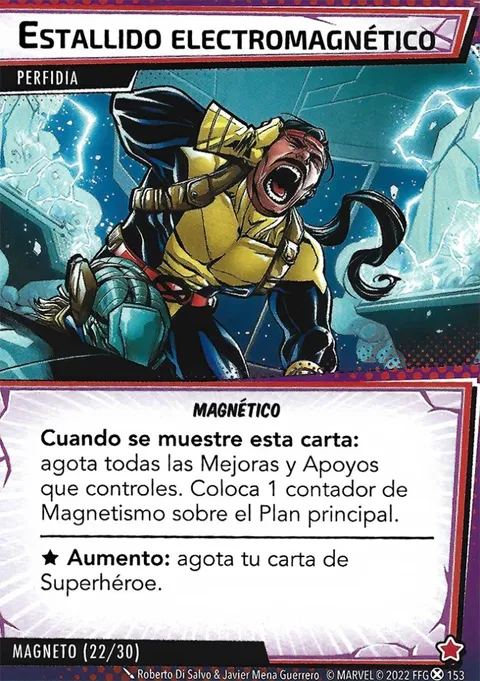 ESTALLIDO ELECTROMAGNÉTICO
PERFIDIA
MAGNÉTICO
Cuando se muestre esta carta:
agota todas las Mejoras y Apoyos
que controles. Coloca 1 contador de
Magnetismo sobre el Plan principal.
★ Aumento: agota tu carta de
Superhéroe.
MAGNETO (22/30)
Roberto Di Salvo & Javier Mena Guerrero © MARVEL © 2022 FFG 153